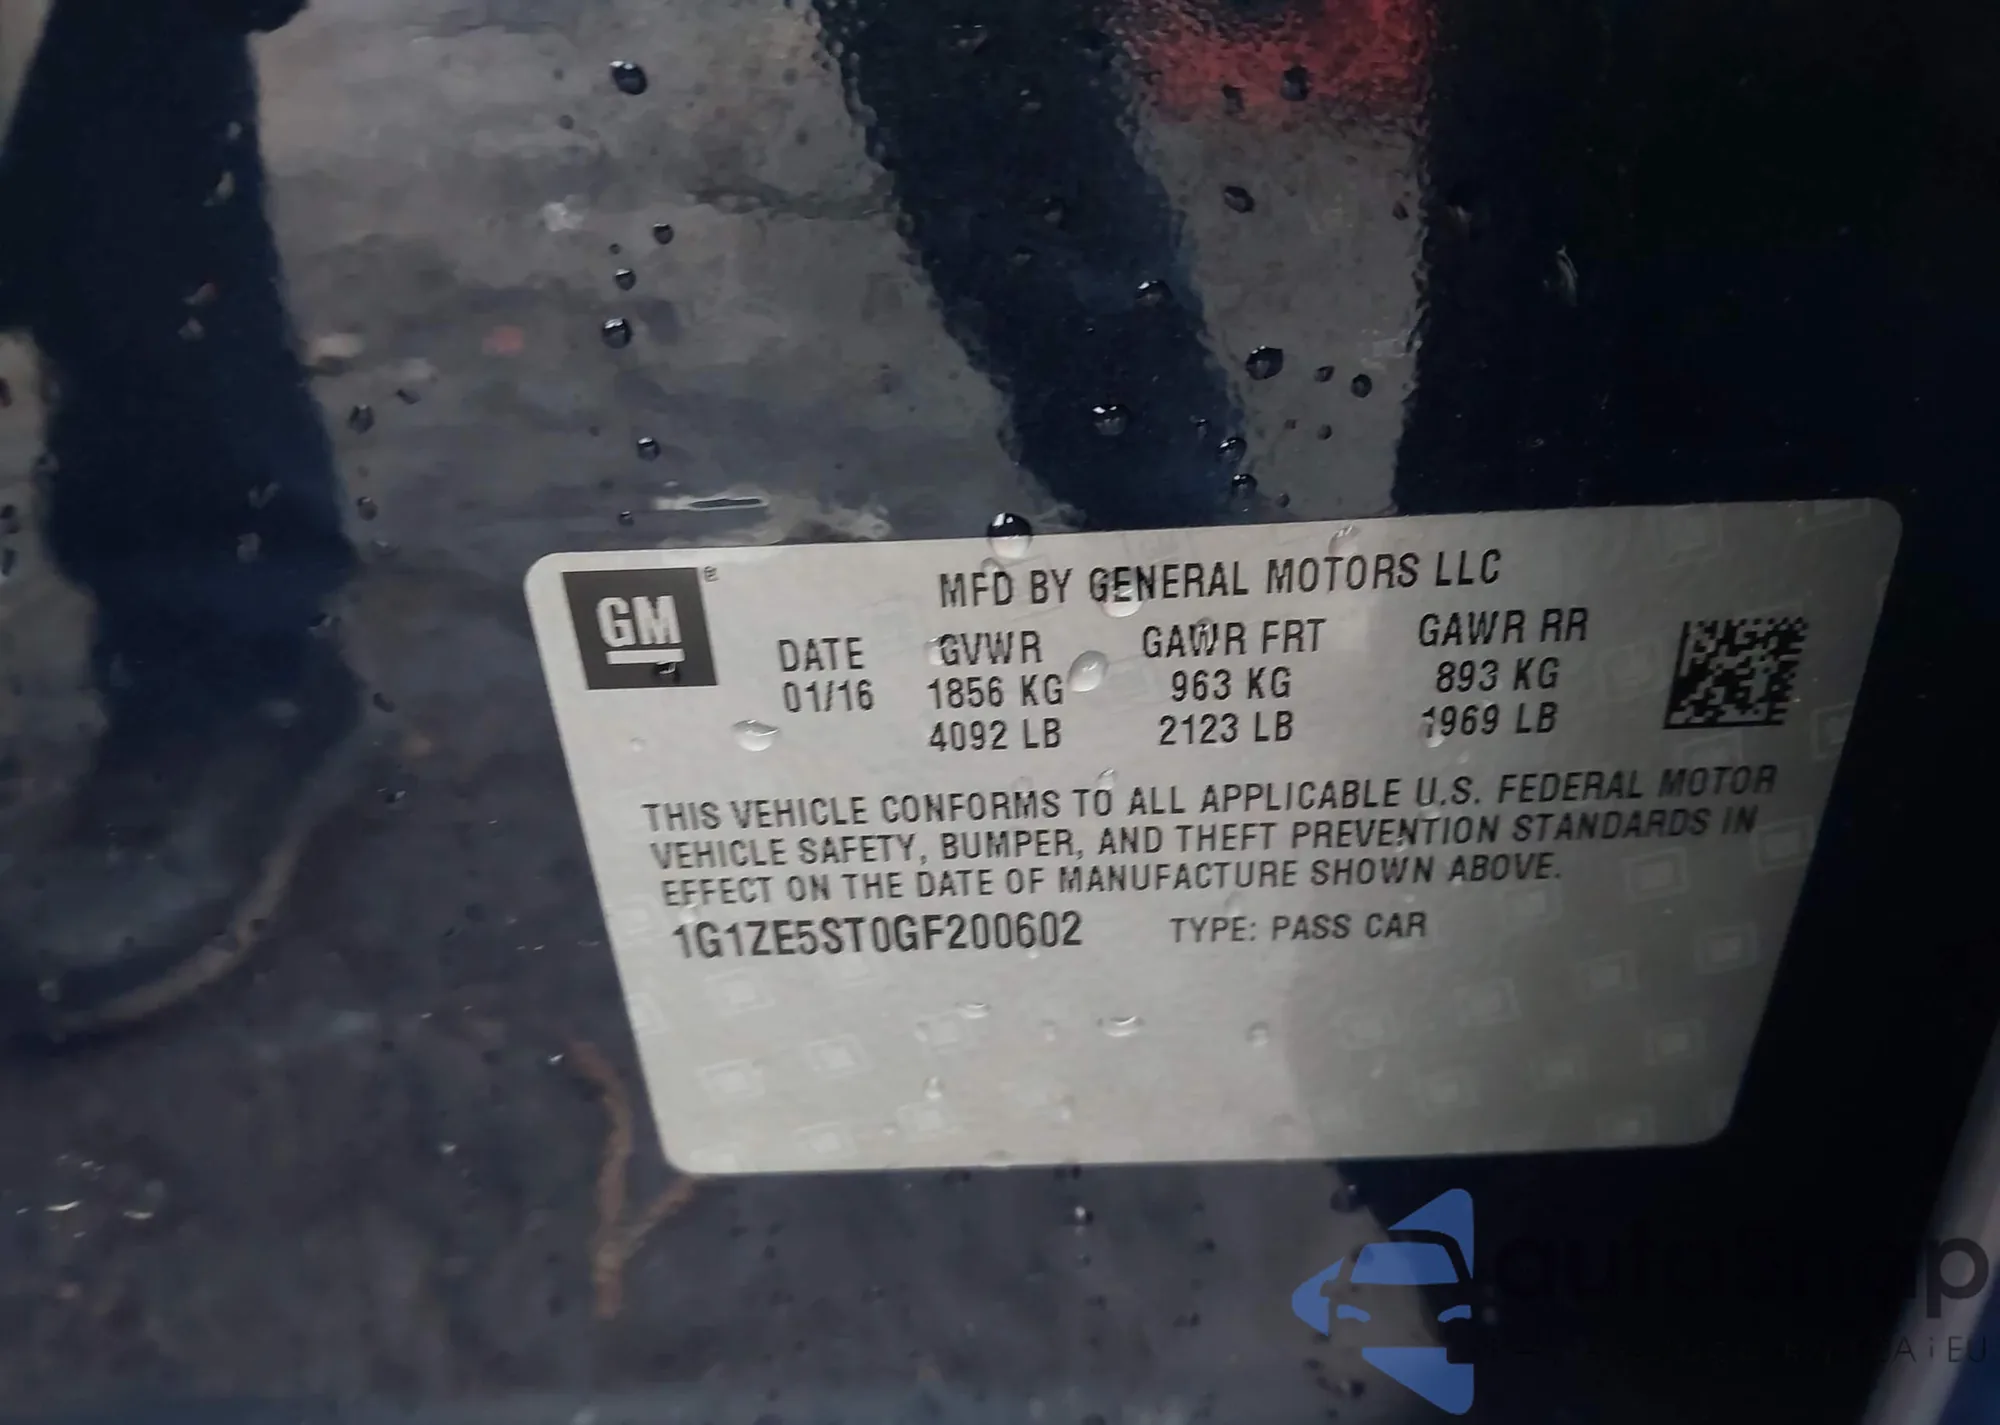 GM
MFD BY GENERAL MOTORS LLC
DATE GVWR GAWR FRT GAWR RR
01/16 1856 KG 963 KG 893 KG
4092 LB 2123 LB 1969 LB
THIS VEHICLE CONFORMS TO ALL APPLICABLE U.S. FEDERAL MOTOR
VEHICLE SAFETY, BUMPER, AND THEFT PREVENTION STANDARDS IN
EFFECT ON THE DATE OF MANUFACTURE SHOWN ABOVE.
1G1ZE5ST0GF200602 TYPE: PASS CAR